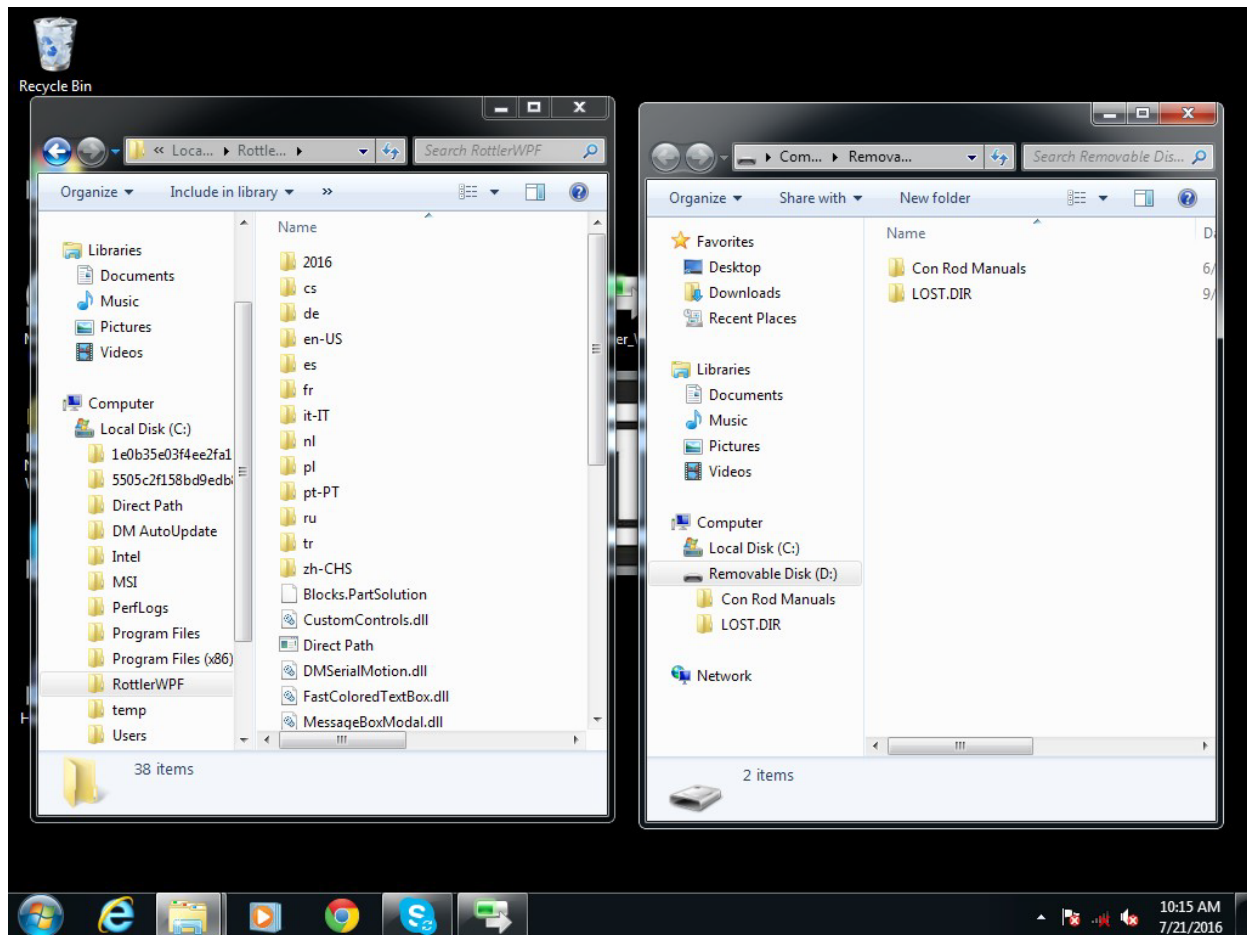 Recycle Bin
Loca... Rottle...
Search RottlerWPF
Organize
Include in library
»
Libraries
Documents
Music
Pictures
Videos
Computer
Local Disk (C:)
1e0b35e03f4ee2fa1
5505c2f158bd9edb
Direct Path
DM AutoUpdate
Intel
MSI
PerfLogs
Program Files
Program Files (x86)
RottlerWPF
temp
Users
Name
2016
cs
de
en-US
es
fr
it-IT
nl
pl
pt-PT
ru
tr
zh-CHS
Blocks.PartSolution
CustomControls.dll
Direct Path
DMSerialMotion.dll
FastColoredTextBox.dll
MessageBoxModal.dll
38 items
Com... Remova...
Search Removable Dis...
Organize
Share with
New folder
Favorites
Desktop
Downloads
Recent Places
Libraries
Documents
Music
Pictures
Videos
Computer
Local Disk (C:)
Removable Disk (D:)
Con Rod Manuals
LOST.DIR
Network
Name
Con Rod Manuals 6/
LOST.DIR 9/
2 items
10:15 AM
7/21/2016